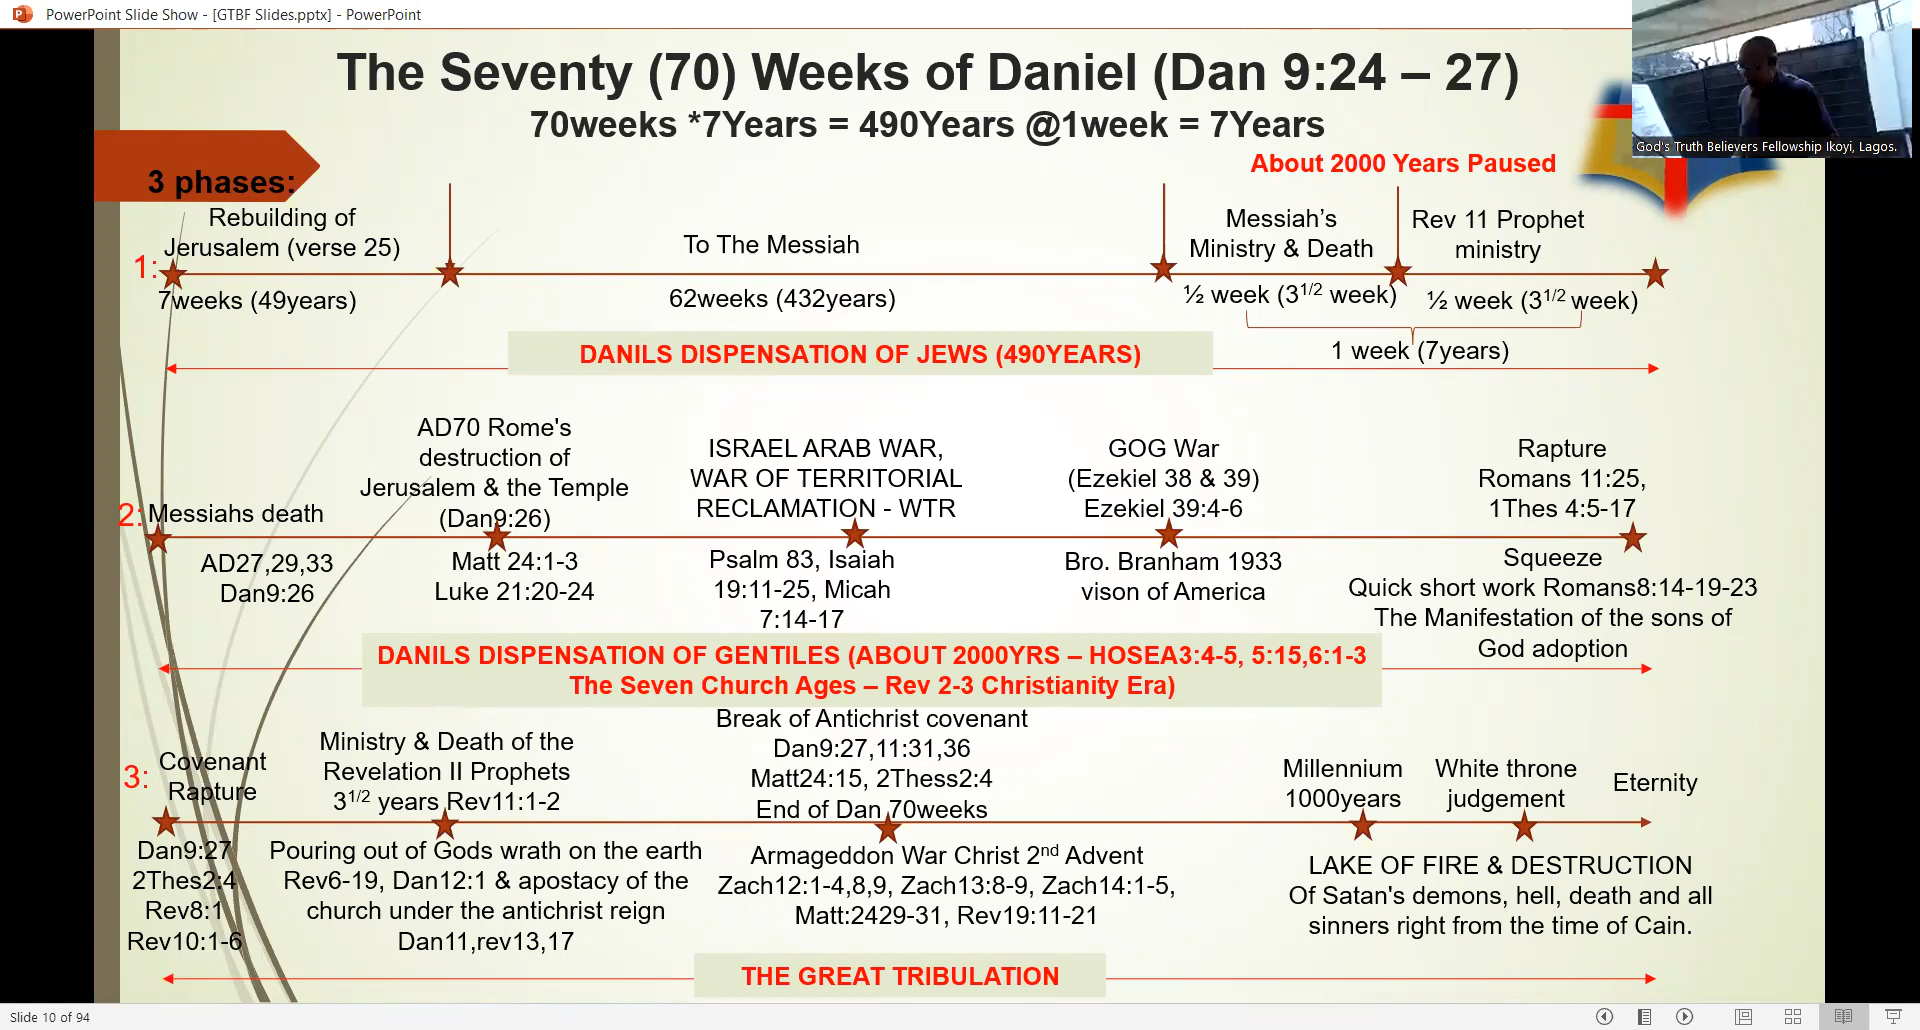 PowerPoint Slide Show - [GTBF Slides.pptx] - PowerPoint
The Seventy (70) Weeks of Daniel (Dan 9:24 – 27)
70weeks *7Years = 490Years @1week = 7Years
God's Truth Believers Fellowship Ikoyi, Lagos.
About 2000 Years Paused
3 phases:
1:
Rebuilding of
Jerusalem (verse 25)
7weeks (49years)
To The Messiah
62weeks (432years)
Messiah’s
Ministry & Death
½ week (31/2 week)
Rev 11 Prophet
ministry
½ week (31/2 week)
1 week (7years)
DANILS DISPENSATION OF JEWS (490YEARS)
2:
Messiahs death
AD27,29,33
Dan9:26
AD70 Rome's
destruction of
Jerusalem & the Temple
(Dan9:26)
Matt 24:1-3
Luke 21:20-24
ISRAEL ARAB WAR,
WAR OF TERRITORIAL
RECLAMATION - WTR
Psalm 83, Isaiah
19:11-25, Micah
7:14-17
GOG War
(Ezekiel 38 & 39)
Ezekiel 39:4-6
Bro. Branham 1933
vison of America
Rapture
Romans 11:25,
1Thes 4:5-17
Squeeze
Quick short work Romans8:14-19-23
The Manifestation of the sons of
God adoption
DANILS DISPENSATION OF GENTILES (ABOUT 2000YRS – HOSEA3:4-5, 5:15,6:1-3
The Seven Church Ages – Rev 2-3 Christianity Era)
3:
Covenant
Rapture
Dan9:27
2Thes2:4
Rev8:1
Rev10:1-6
Ministry & Death of the
Revelation II Prophets
31/2 years Rev11:1-2
Pouring out of Gods wrath on the earth
Rev6-19, Dan12:1 & apostacy of the
church under the antichrist reign
Dan11,rev13,17
Break of Antichrist covenant
Dan9:27,11:31,36
Matt24:15, 2Thess2:4
End of Dan 70weeks
Armageddon War Christ 2nd Advent
Zach12:1-4,8,9, Zach13:8-9, Zach14:1-5,
Matt:2429-31, Rev19:11-21
Millennium
1000years
White throne
judgement
Eternity
LAKE OF FIRE & DESTRUCTION
Of Satan's demons, hell, death and all
sinners right from the time of Cain.
THE GREAT TRIBULATION
Slide 10 of 94